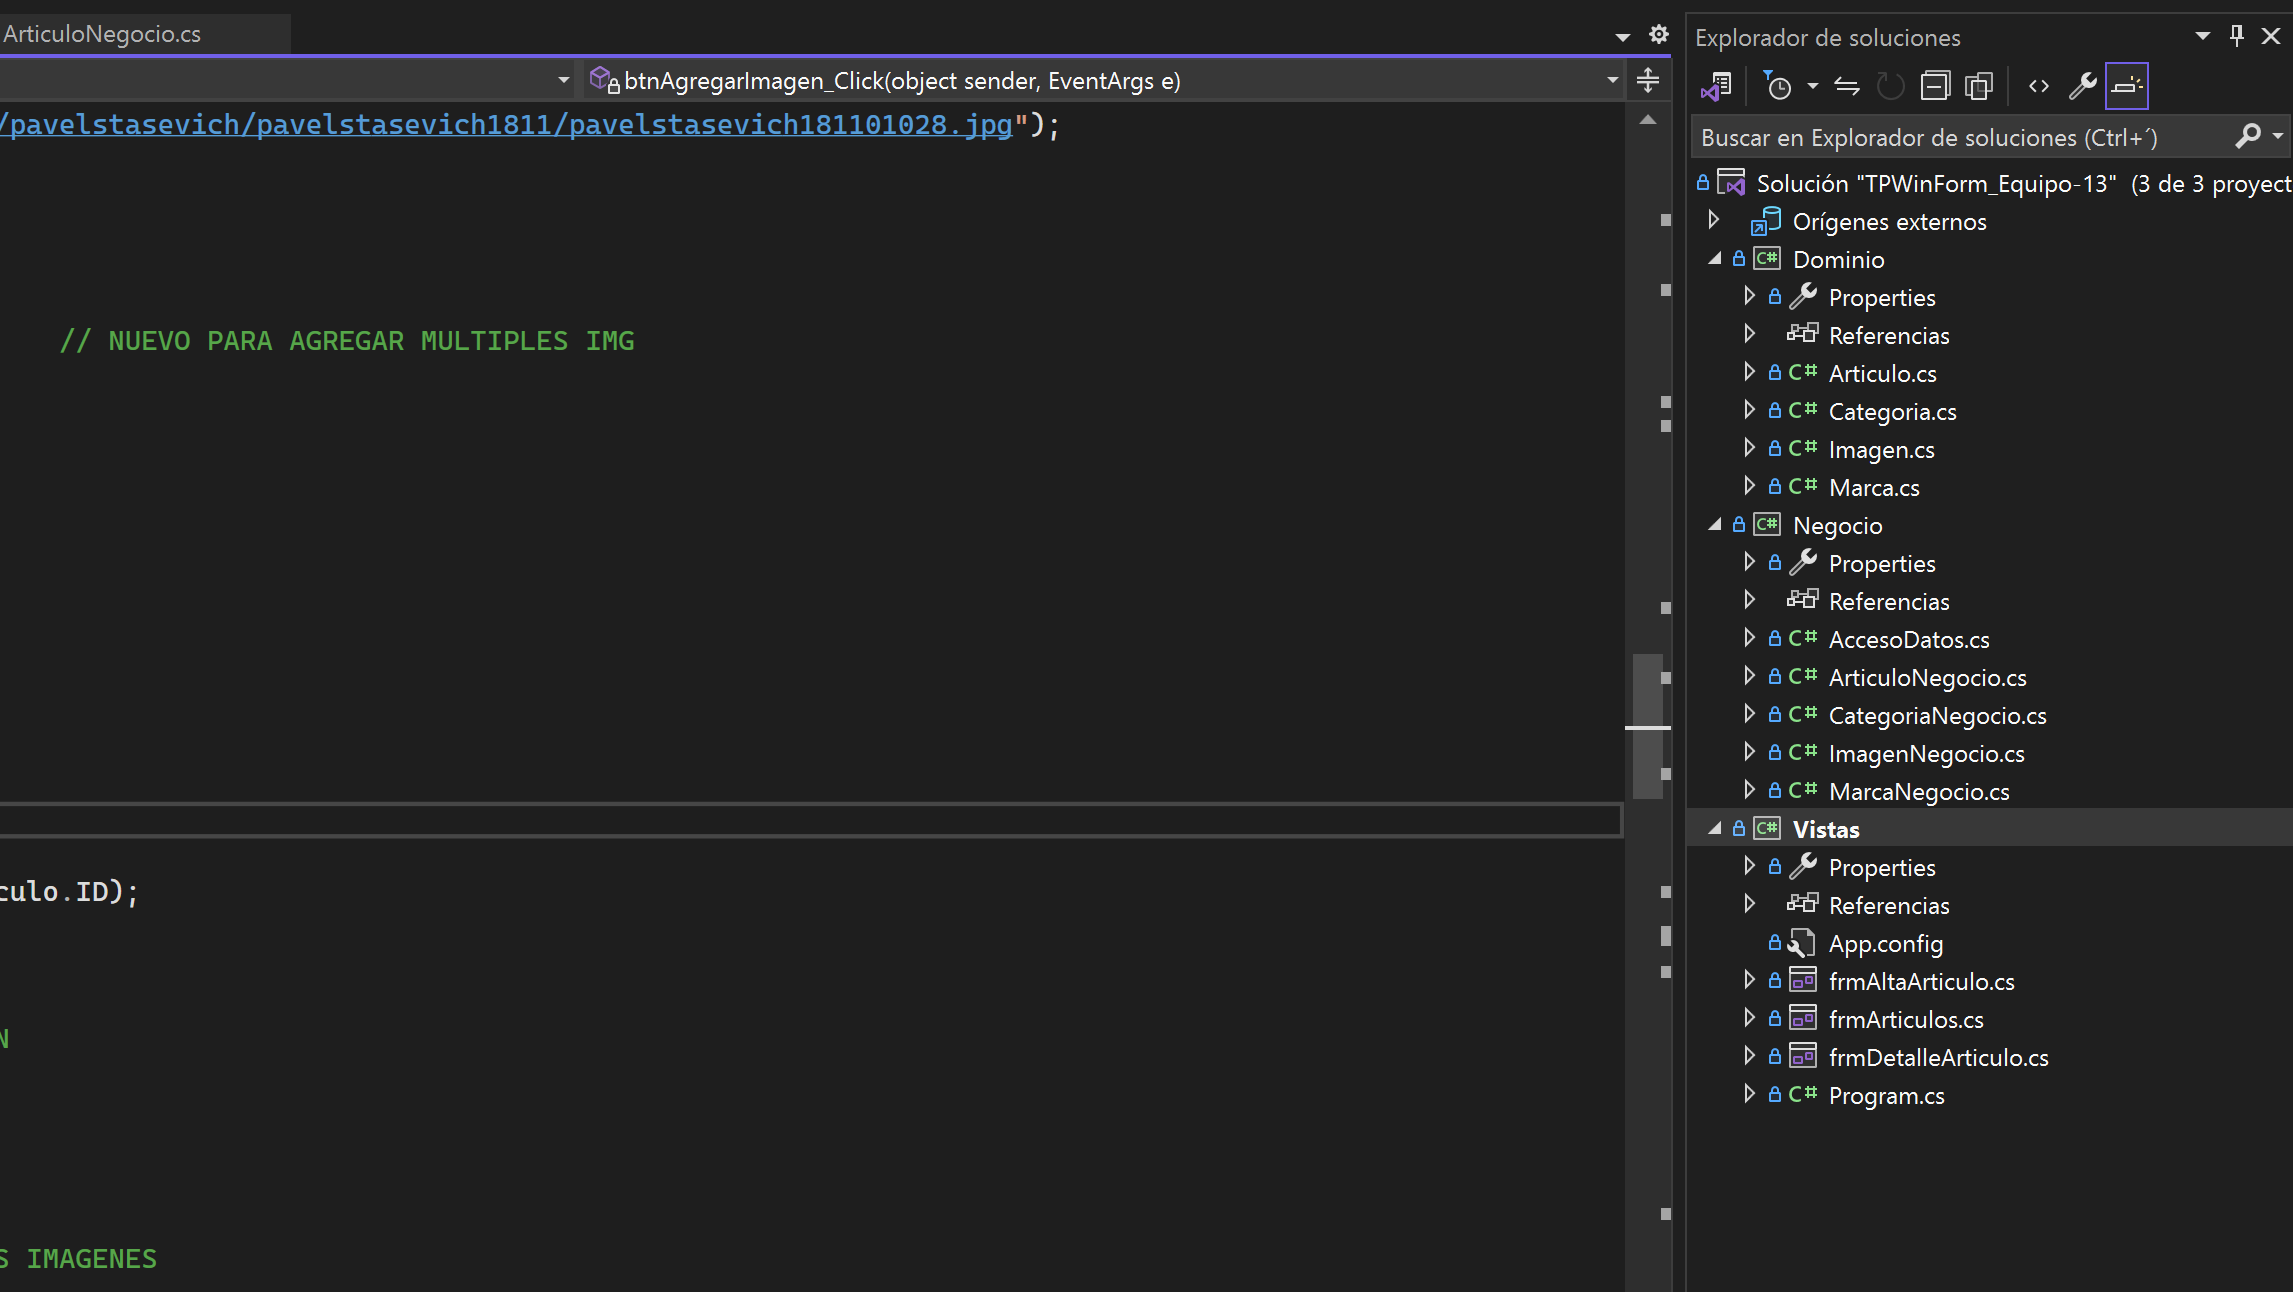 ArticuloNegocio.cs
btnAgregarImagen_Click(object sender, EventArgs e)
/pavelstasevich/pavelstasevich1811/pavelstasevich181101028.jpg");
// NUEVO PARA AGREGAR MULTIPLES IMG
culo.ID);
N
S IMAGENES
Explorador de soluciones
Buscar en Explorador de soluciones (Ctrl+´)
Solución "TPWinForm_Equipo-13" (3 de 3 proyect
Orígenes externos
C# Dominio
Properties
Referencias
C# Articulo.cs
C# Categoria.cs
C# Imagen.cs
C# Marca.cs
C# Negocio
Properties
Referencias
C# AccesoDatos.cs
C# ArticuloNegocio.cs
C# CategoriaNegocio.cs
C# ImagenNegocio.cs
C# MarcaNegocio.cs
C# Vistas
Properties
Referencias
App.config
frmAltaArticulo.cs
frmArticulos.cs
frmDetalleArticulo.cs
C# Program.cs